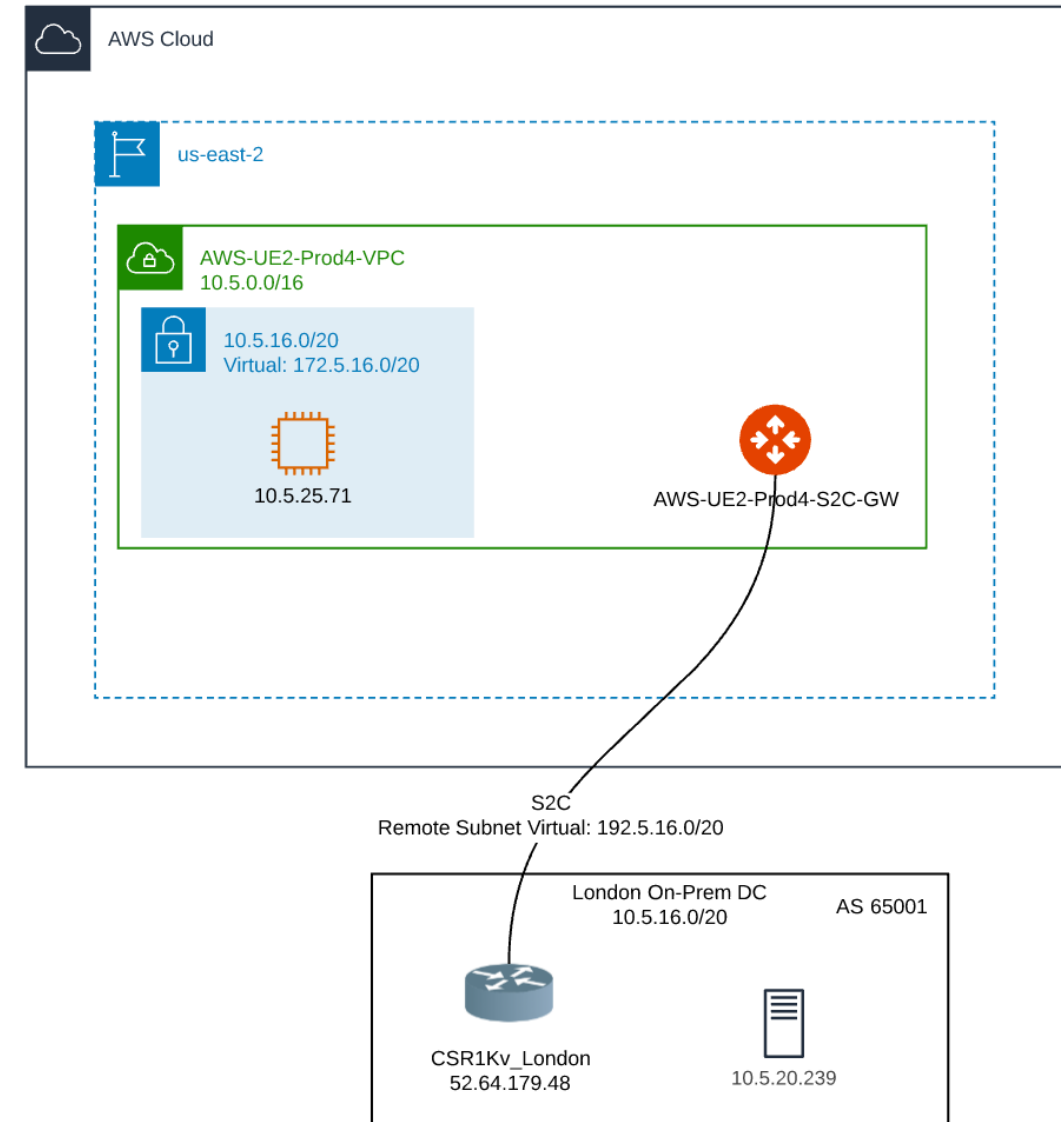 AWS Cloud
us-east-2
AWS-UE2-Prod4-VPC
10.5.0.0/16
10.5.16.0/20
Virtual: 172.5.16.0/20
10.5.25.71
AWS-UE2-Prod4-S2C-GW
S2C
Remote Subnet Virtual: 192.5.16.0/20
London On-Prem DC
10.5.16.0/20
AS 65001
CSR1Kv_London
52.64.179.48
10.5.20.239